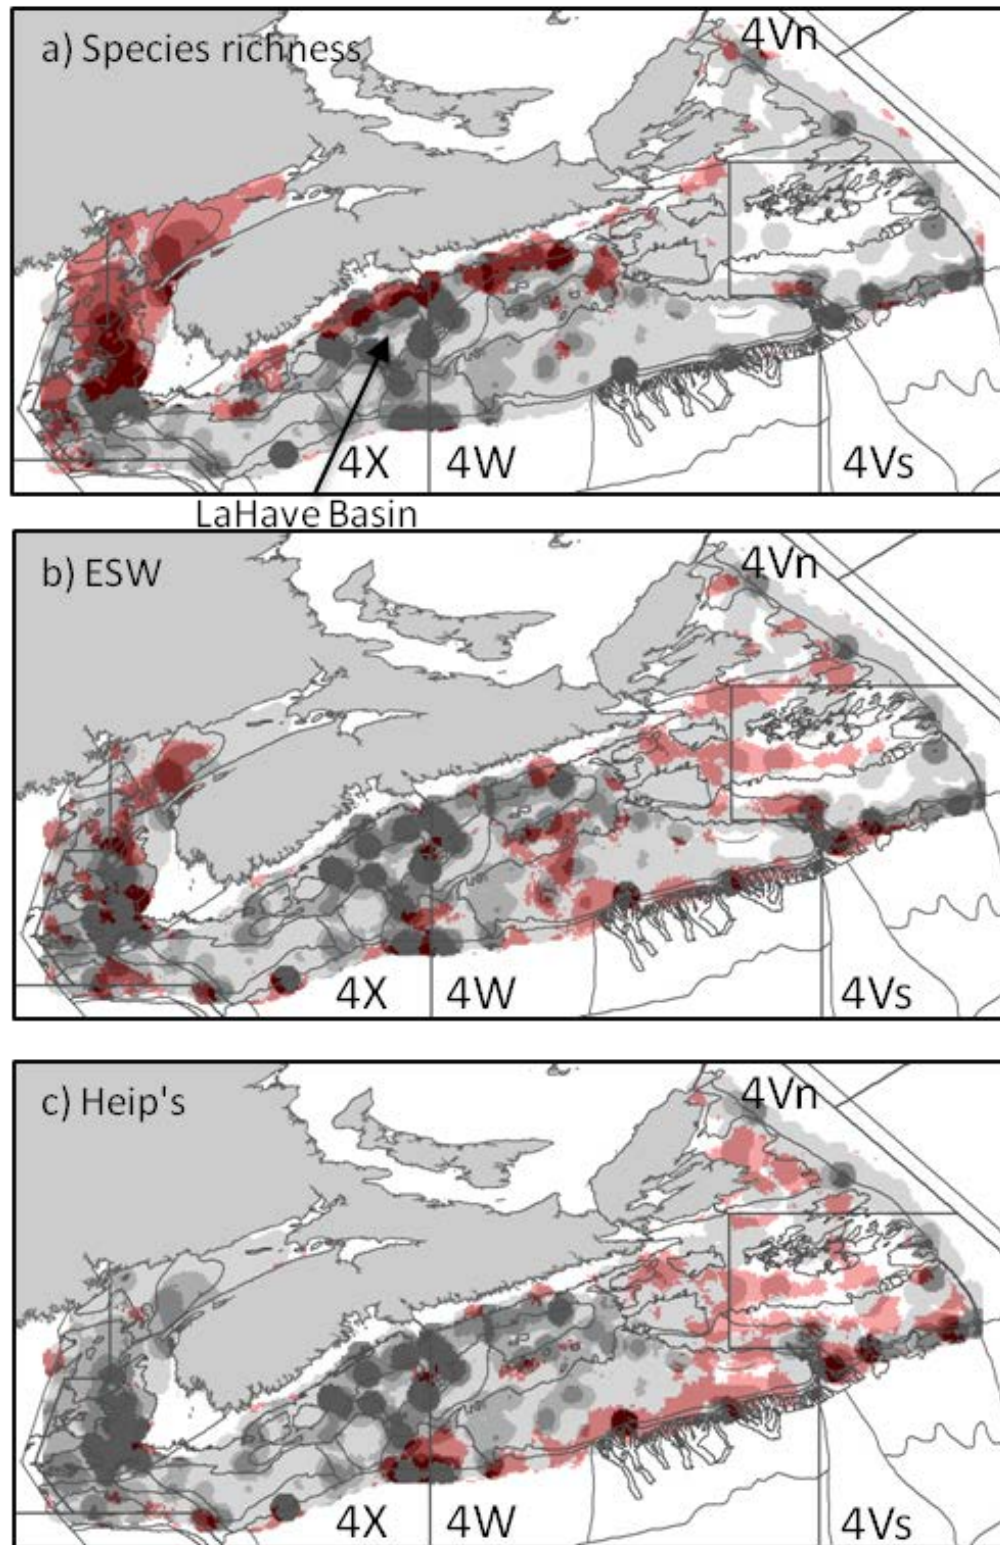 a) Species richness
4Vn
4X
4W
4Vs
LaHave Basin
b) ESW
4Vn
4X
4W
4Vs
c) Heip's
4Vn
4X
4W
4Vs